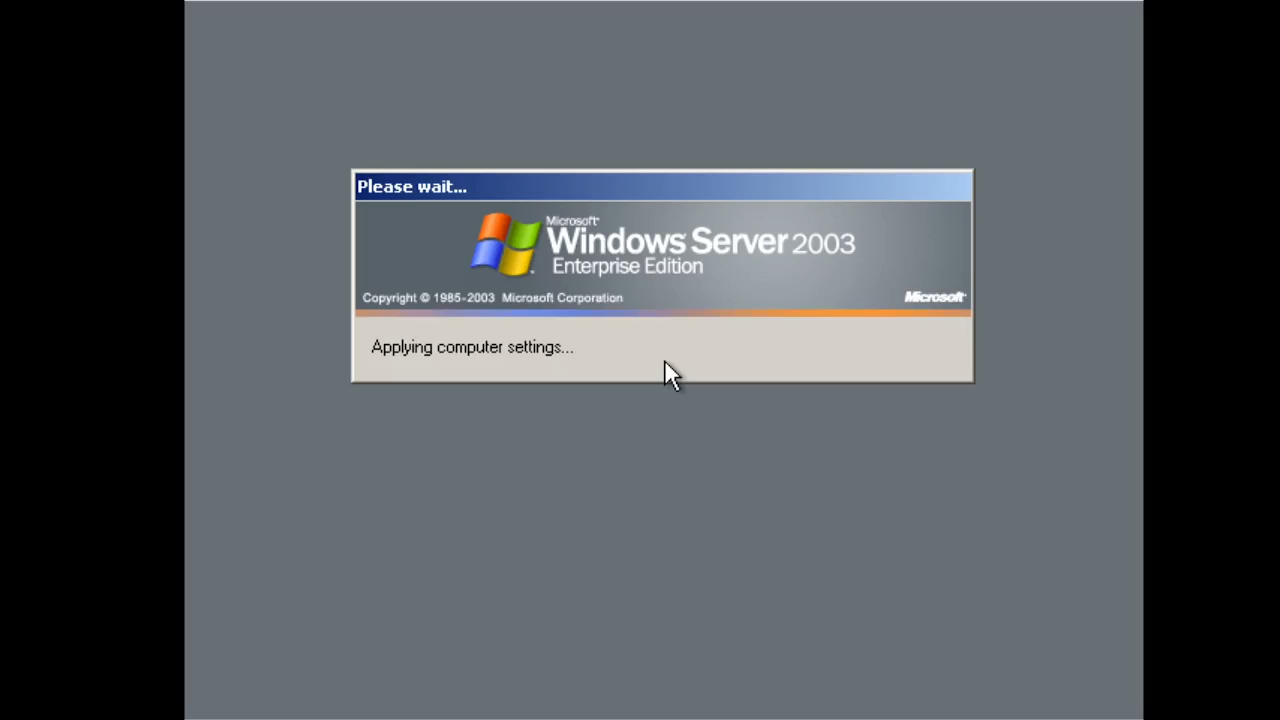 Please wait...
Microsoft
Windows Server 2003
Enterprise Edition
Copyright © 1985-2003 Microsoft Corporation
Microsoft
Applying computer settings...